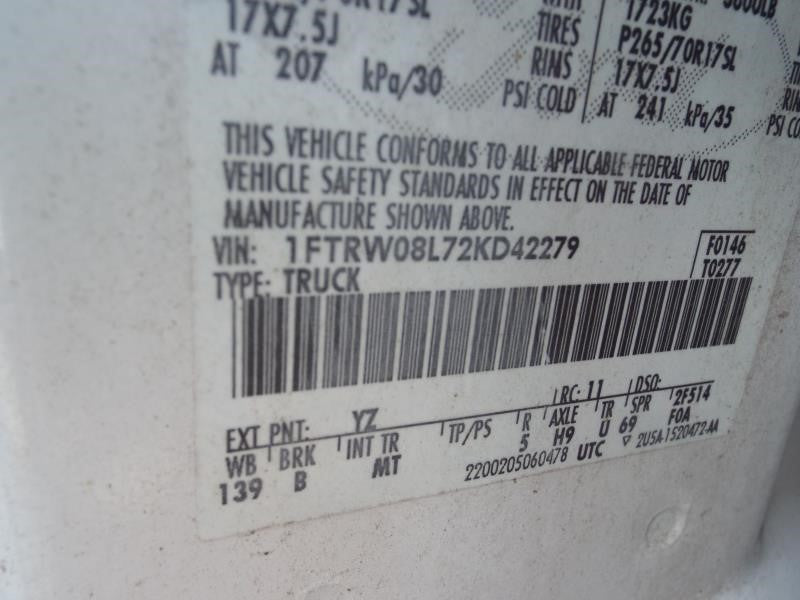 17X7.5J
AT 207 kPa/30
TIRES
RIMS
PSI COLD
1723KG
P265/70R17SL
17X7.5J
AT 241 kPa/35
THIS VEHICLE CONFORMS TO ALL APPLICABLE FEDERAL MOTOR
VEHICLE SAFETY STANDARDS IN EFFECT ON THE DATE OF
MANUFACTURE SHOWN ABOVE.
VIN: 1FTRW08L72KD42279
F0146
T0277
TYPE: TRUCK
EXT PNT: YZ
RC: 11
DSO:
WB BRK INT TR TP/PS R AXLE TR SPR 2F514
139 B MT 5 H9 U 69 F0A
2200205060478 UTC ▽ 2U5A-1520472-AA